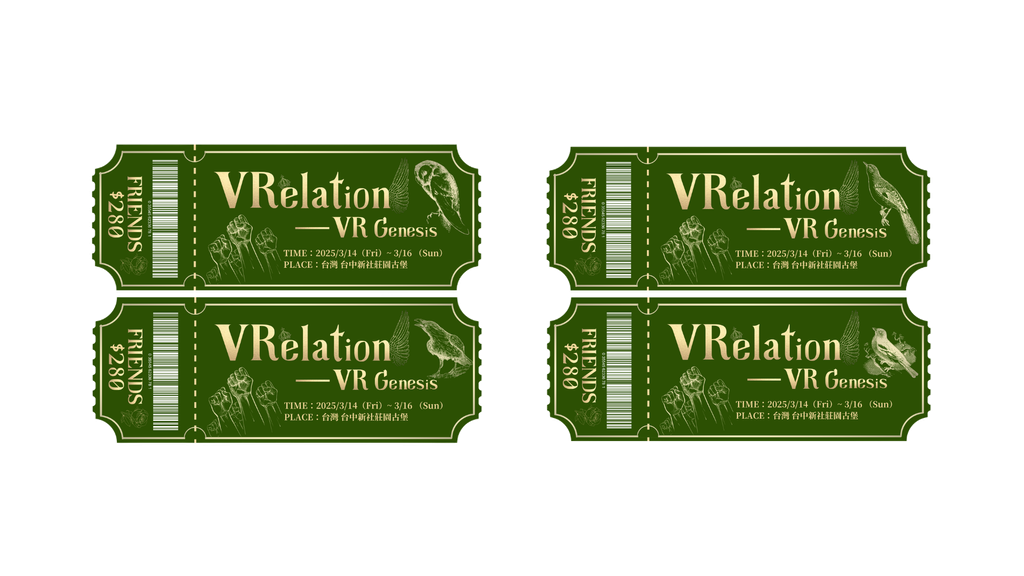 FRIENDS
$280
VRelation
VR Genesis
TIME：2025/3/14（Fri）~ 3/16 （Sun）
PLACE：台灣 台中新社莊園古堡
FRIENDS
$280
VRelation
VR Genesis
TIME：2025/3/14（Fri）~ 3/16 （Sun）
PLACE：台灣 台中新社莊園古堡
FRIENDS
$280
VRelation
VR Genesis
TIME：2025/3/14（Fri）~ 3/16 （Sun）
PLACE：台灣 台中新社莊園古堡
FRIENDS
$280
VRelation
VR Genesis
TIME：2025/3/14（Fri）~ 3/16 （Sun）
PLACE：台灣 台中新社莊園古堡